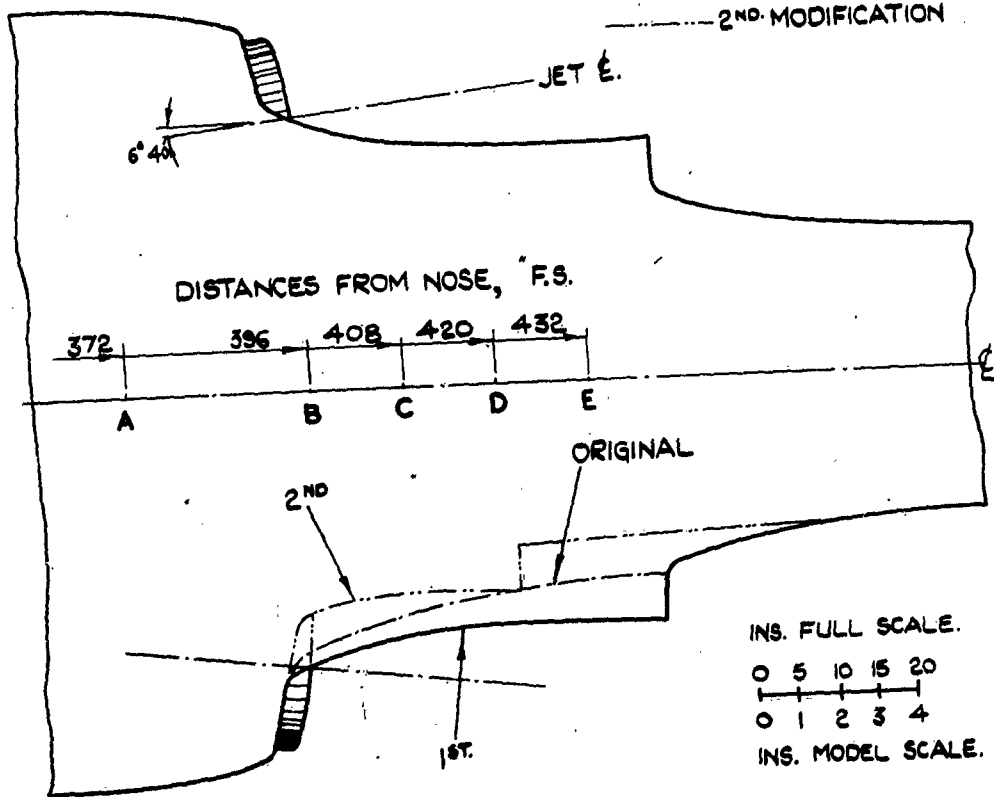 2ND. MODIFICATION
JET ℄.
6° 40'
DISTANCES FROM NOSE, "F.S.
372 396 408 420 432
A B C D E
℄
ORIGINAL
2ND
1ST.
INS. FULL SCALE.
0 5 10 15 20
0 1 2 3 4
INS. MODEL SCALE.